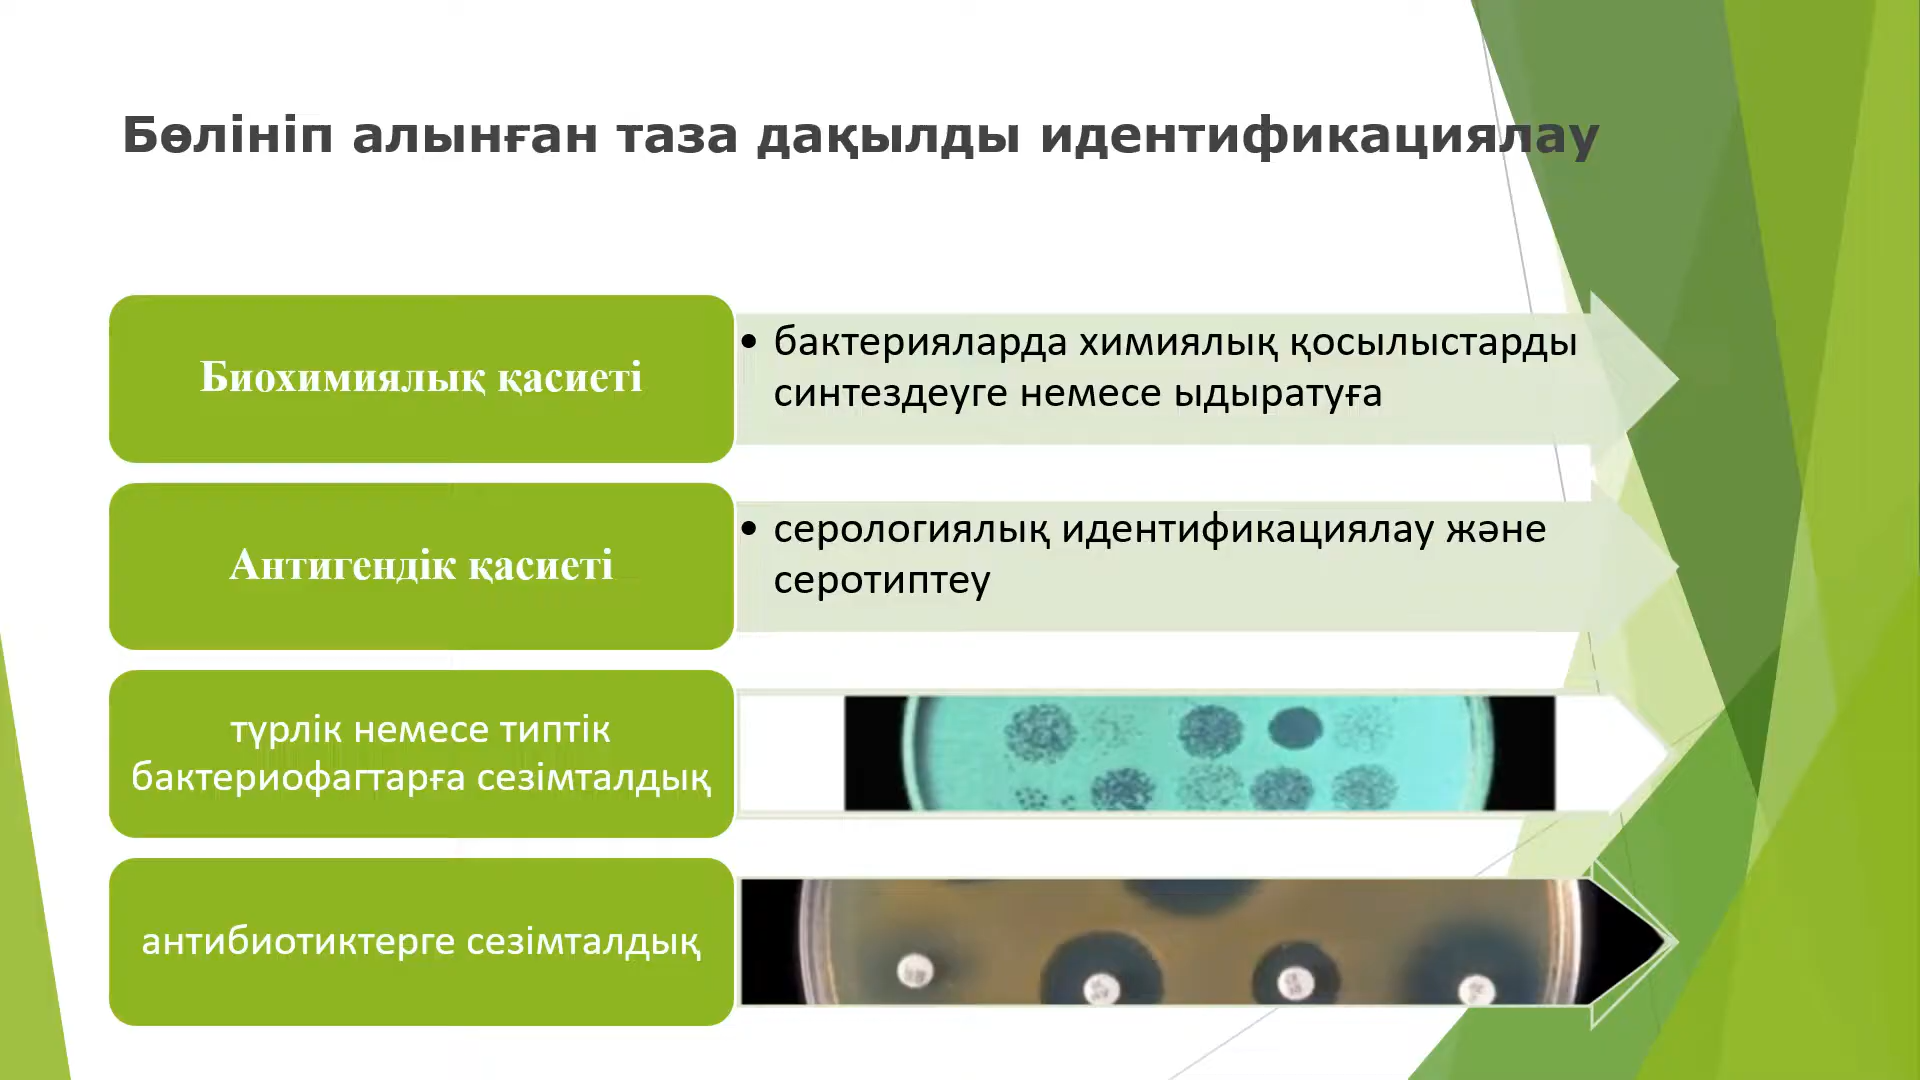 Бөлініп алынған таза дақылды идентификациялау
Биохимиялық қасиеті
• бактерияларда химиялық қосылыстарды
синтездеуге немесе ыдыратуға
Антигендік қасиеті
• серологиялық идентификациялау және
серотиптеу
түрлік немесе типтік
бактериофагтарға сезімталдық
антибиотиктерге сезімталдық